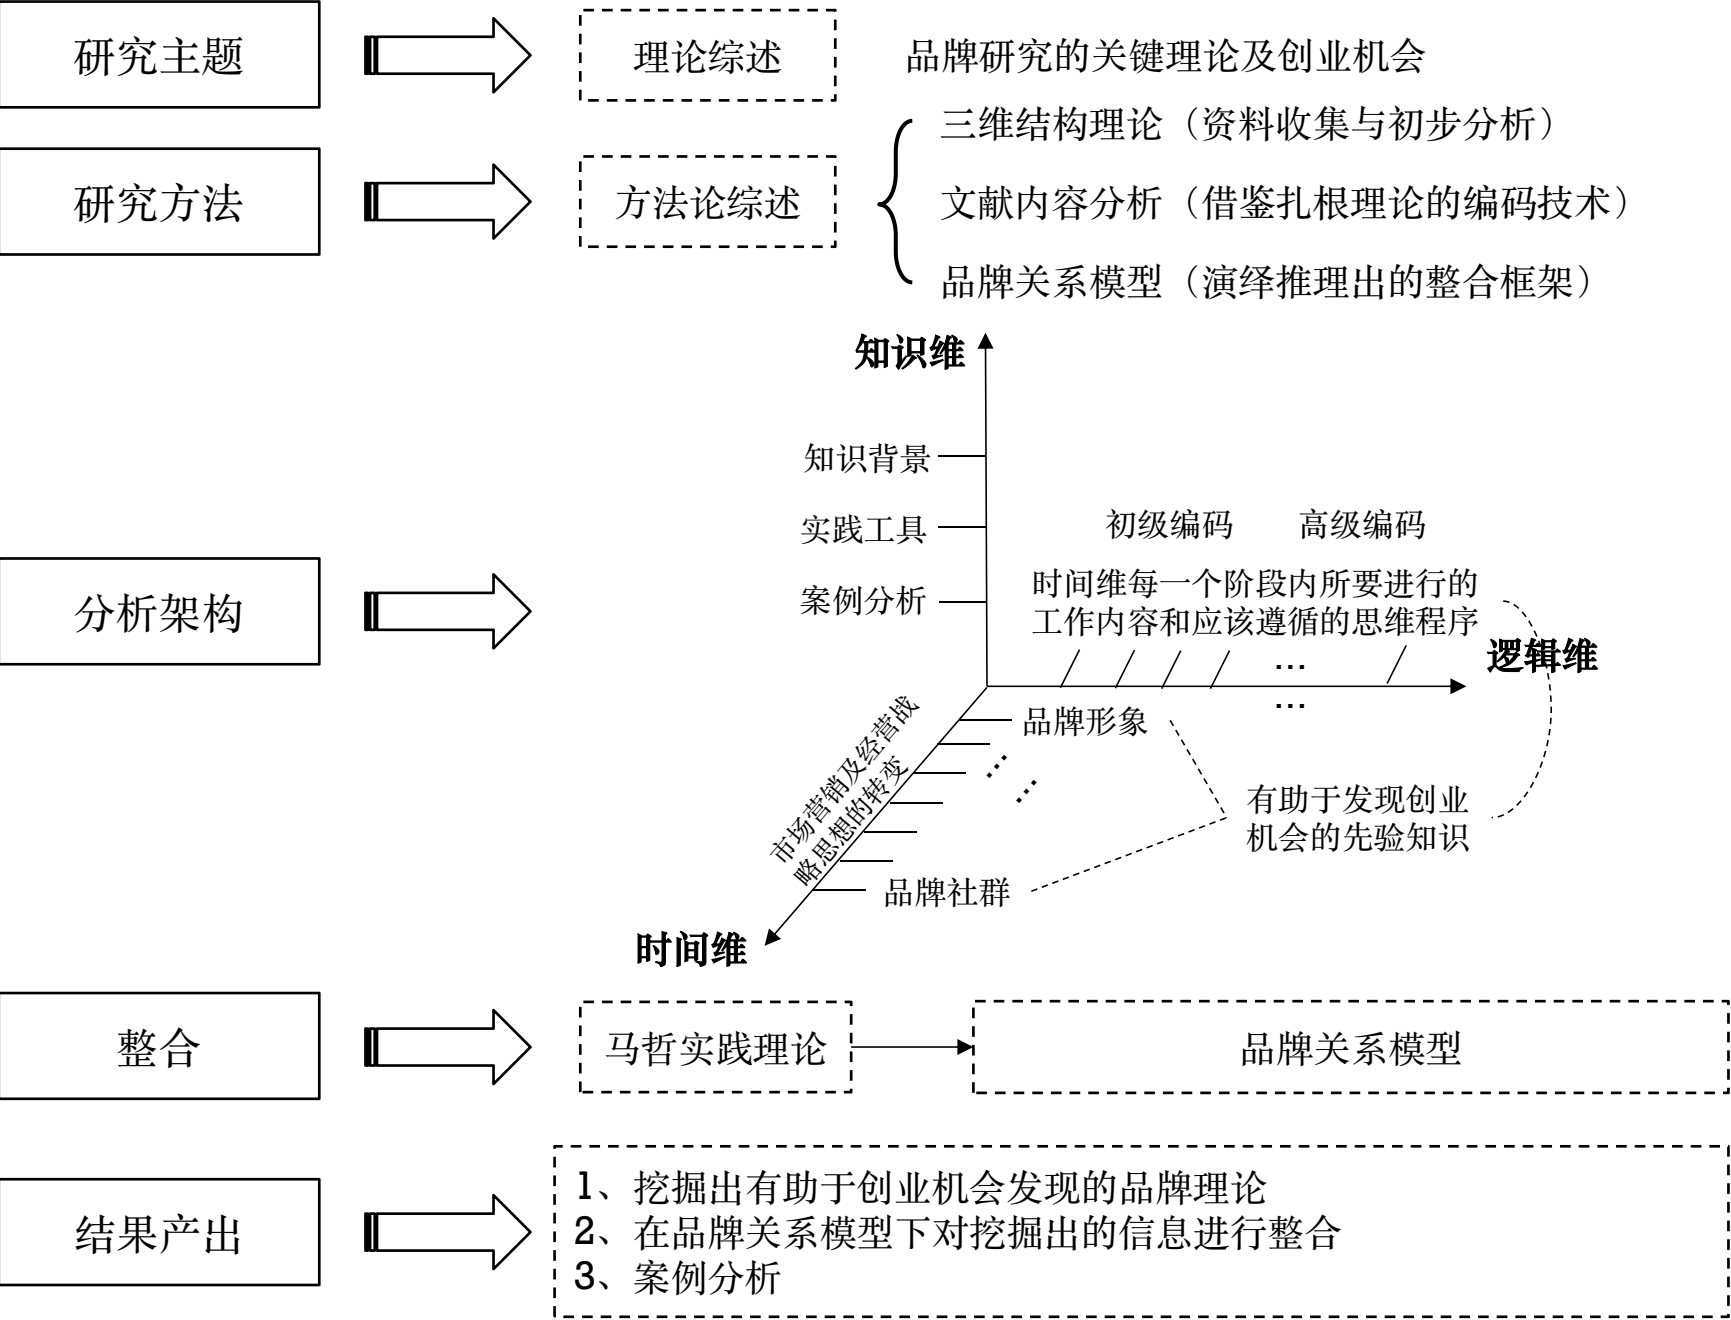 研究主题
理论综述
品牌研究的关键理论及创业机会
三维结构理论（资料收集与初步分析）
研究方法
方法论综述
文献内容分析（借鉴扎根理论的编码技术）
品牌关系模型（演绎推理出的整合框架）
知识维
知识背景
实践工具
案例分析
初级编码
高级编码
时间维每一个阶段内所要进行的
工作内容和应该遵循的思维程序
分析架构
逻辑维
…
…
品牌形象
…
…
市场营销及经营战
略思想的转变
有助于发现创业
机会的先验知识
品牌社群
时间维
整合
马哲实践理论
品牌关系模型
结果产出
1、挖掘出有助于创业机会发现的品牌理论
2、在品牌关系模型下对挖掘出的信息进行整合
3、案例分析